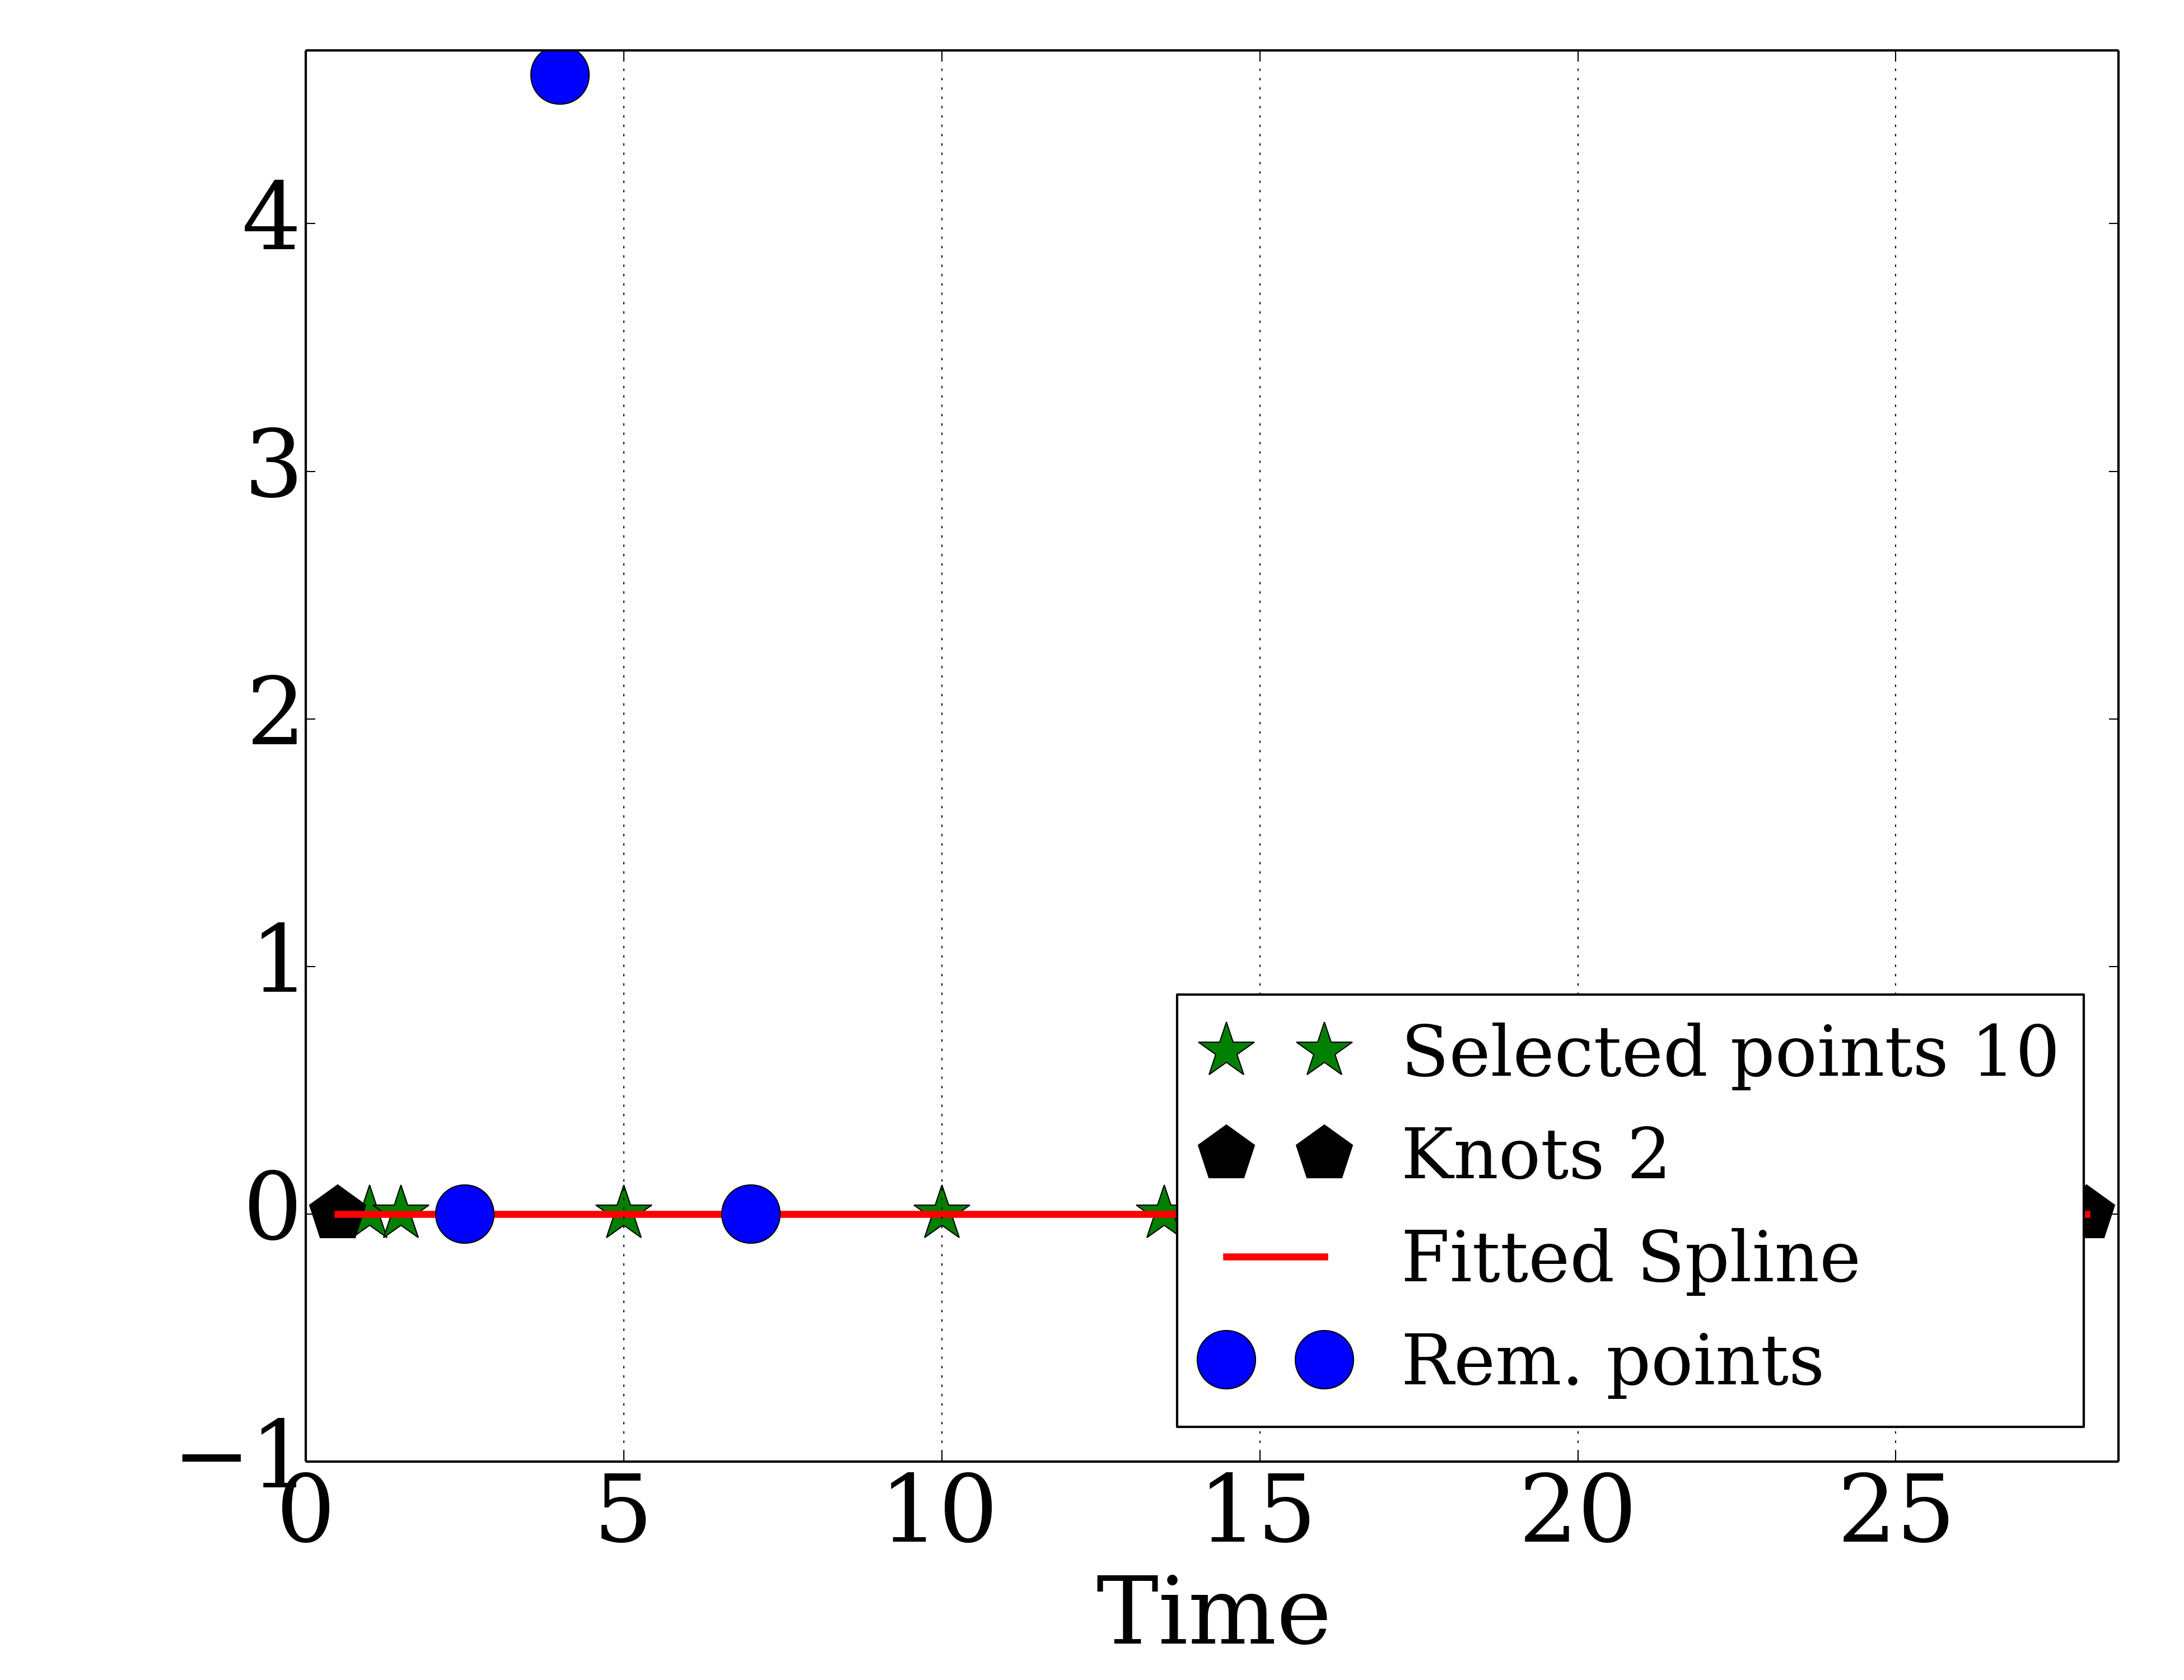 4
3
2
1
0
−1
0 5 10 15 20 25
Time
Selected points 10
Knots 2
Fitted Spline
Rem. points